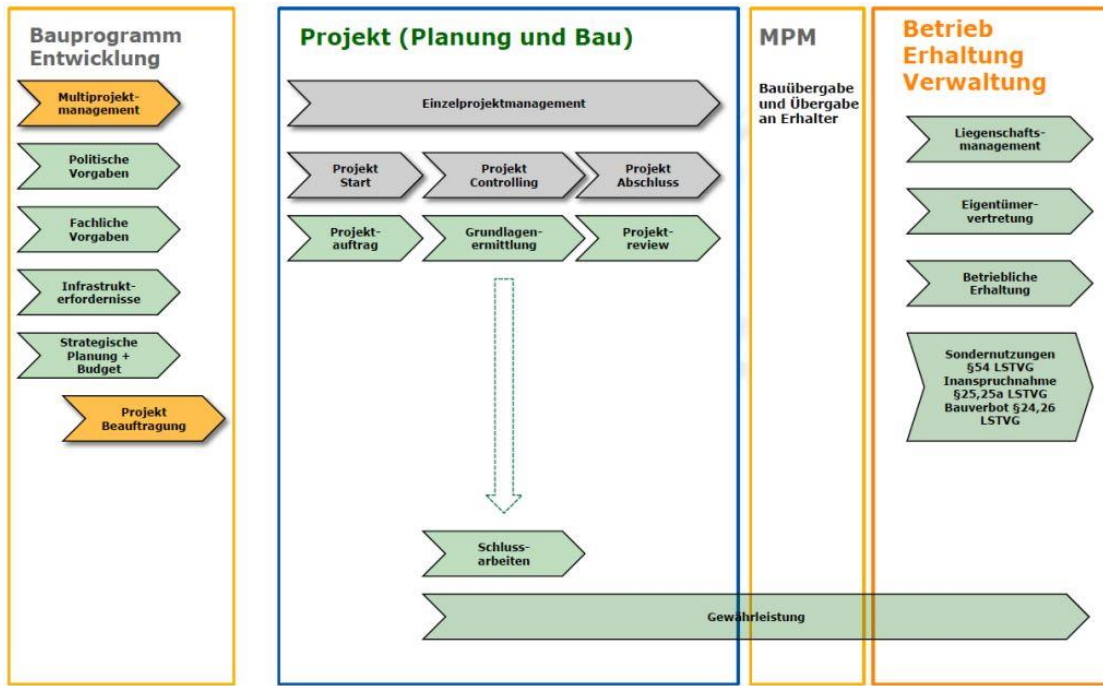 Bauprogramm
Entwicklung
Multiprojekt-
management
Politische
Vorgaben
Fachliche
Vorgaben
Infrastrukt-
erfordernisse
Strategische
Planung +
Budget
Projekt
Beauftragung
Projekt (Planung und Bau)
Einzelprojektmanagement
Projekt
Start
Projekt
Controlling
Projekt
Abschluss
Projekt-
auftrag
Grundlagen-
ermittlung
Projekt-
review
Schluss-
arbeiten
Gewährleistung
MPM
Bauübergabe
und Übergabe
an Erhalter
Betrieb
Erhaltung
Verwaltung
Liegenschafts-
management
Eigentümer-
vertretung
Betriebliche
Erhaltung
Sondernutzungen
§54 LSTVG
Inanspruchnahme
§25,25a LSTVG
Bauverbot §24,26
LSTVG